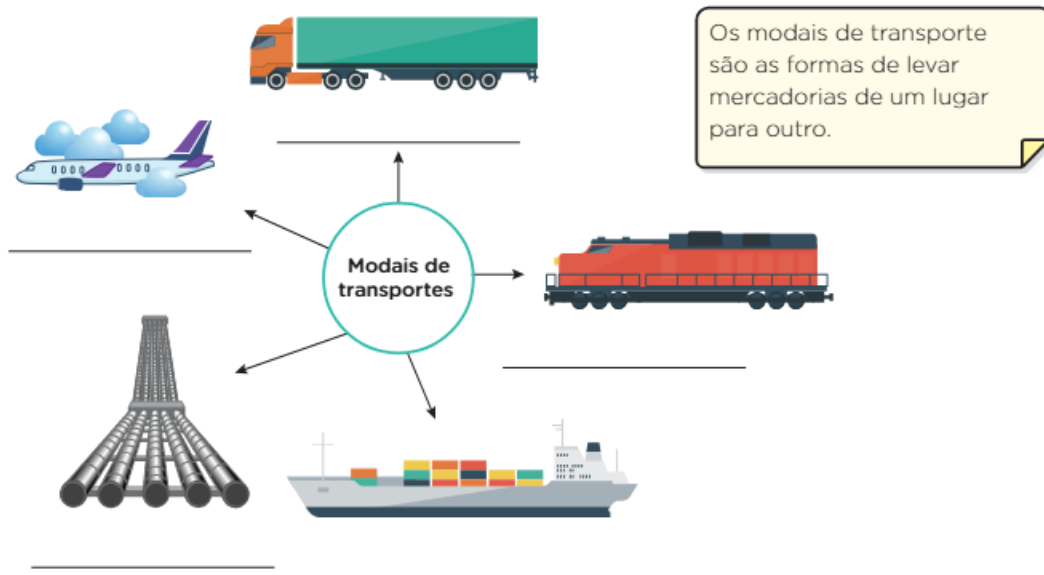 Os modais de transporte
são as formas de levar
mercadorias de um lugar
para outro.
Modais de
transportes